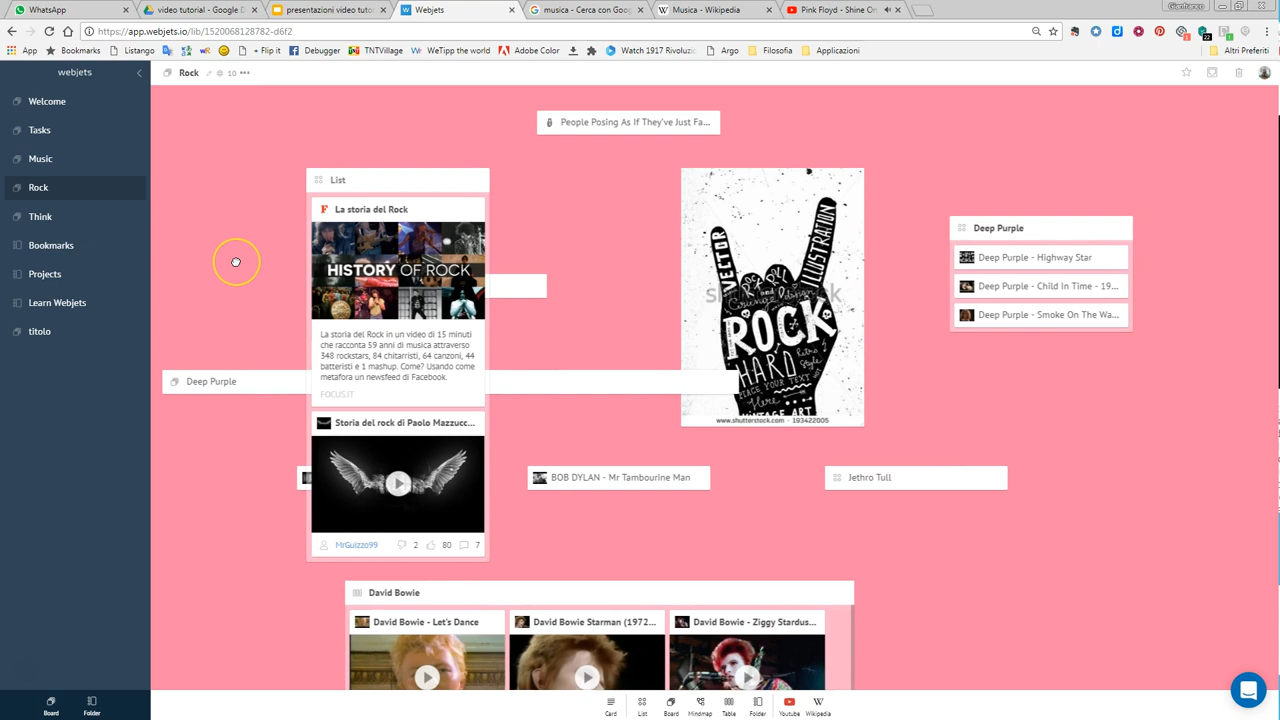 WhatsApp
video tutorial - Google D
presentazioni video tuto
Webjets
musica - Cerca con Goog
Musica - Wikipedia
Pink Floyd - Shine O
Gianfranco
https://app.webjets.io/lib/1520068128782-d6f2
App
Bookmarks
Listango
Flip it
Debugger
TNTVillage
WeTipp the world
Adobe Color
Watch 1917 Rivoluzio
Argo
Filosofia
Applicazioni
Altri Preferiti
webjets
Rock
10
Welcome
Tasks
Music
Rock
Think
Bookmarks
Projects
Learn Webjets
titolo
People Posing As If They've Just Fa...
List
La storia del Rock
HISTORY OF ROCK
La storia del Rock in un video di 15 minuti
che racconta 59 anni di musica attraverso
348 rockstars, 84 chitarristi, 64 canzoni, 44
batteristi e 1 mashup. Come? Usando come
metafora un newsfeed di Facebook.
FOCUS.IT
Storia del rock di Paolo Mazzucc...
MrGuizzo99 2 80 7
VECTOR
ILLUSTRATION
ROCK
HARD
Here
VINTAGE ART
www.shutterstock.com · 193422005
Deep Purple
Deep Purple - Highway Star
Deep Purple - Child In Time - 19...
Deep Purple - Smoke On The Wa...
Deep Purple
BOB DYLAN - Mr Tambourine Man
Jethro Tull
David Bowie
David Bowie - Let's Dance
David Bowie Starman (1972...
David Bowie - Ziggy Stardus...
Board
Folder
Card
List
Board
Mindmap
Table
Folder
Youtube
Wikipedia